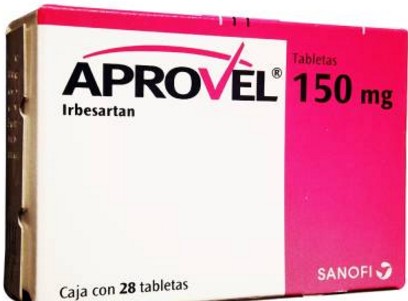 APROVEL®
Irbesartan
Tabletas
150 mg
SANOFI
Caja con 28 tabletas